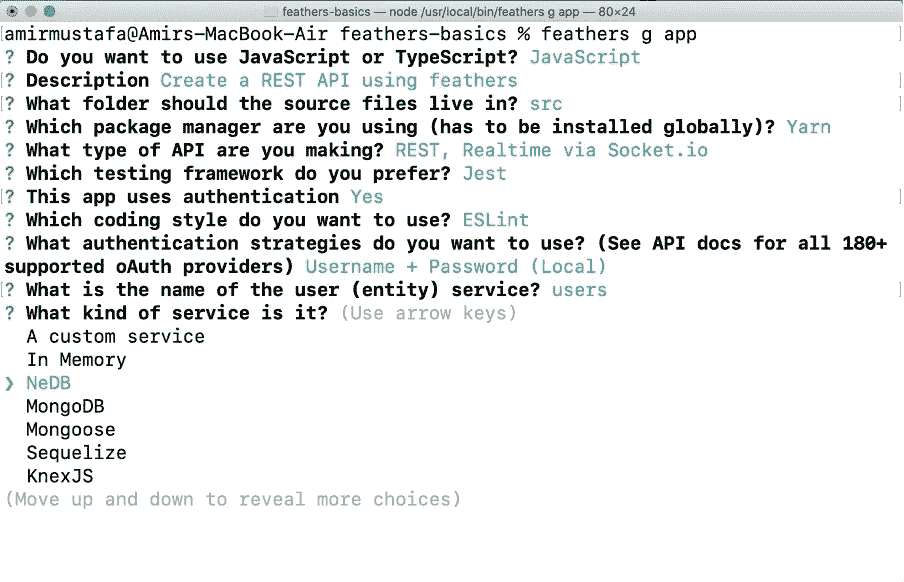 feathers-basics — node /usr/local/bin/feathers g app — 80×24
[amirmustafa@Amirs-MacBook-Air feathers-basics % feathers g app ]
? Do you want to use JavaScript or TypeScript? JavaScript
[? Description Create a REST API using feathers ]
[? What folder should the source files live in? src ]
? Which package manager are you using (has to be installed globally)? Yarn
? What type of API are you making? REST, Realtime via Socket.io
? Which testing framework do you prefer? Jest
[? This app uses authentication Yes ]
? Which coding style do you want to use? ESLint
? What authentication strategies do you want to use? (See API docs for all 180+
supported oAuth providers) Username + Password (Local)
[? What is the name of the user (entity) service? users ]
? What kind of service is it? (Use arrow keys)
A custom service
In Memory
❯ NeDB
MongoDB
Mongoose
Sequelize
KnexJS
(Move up and down to reveal more choices)